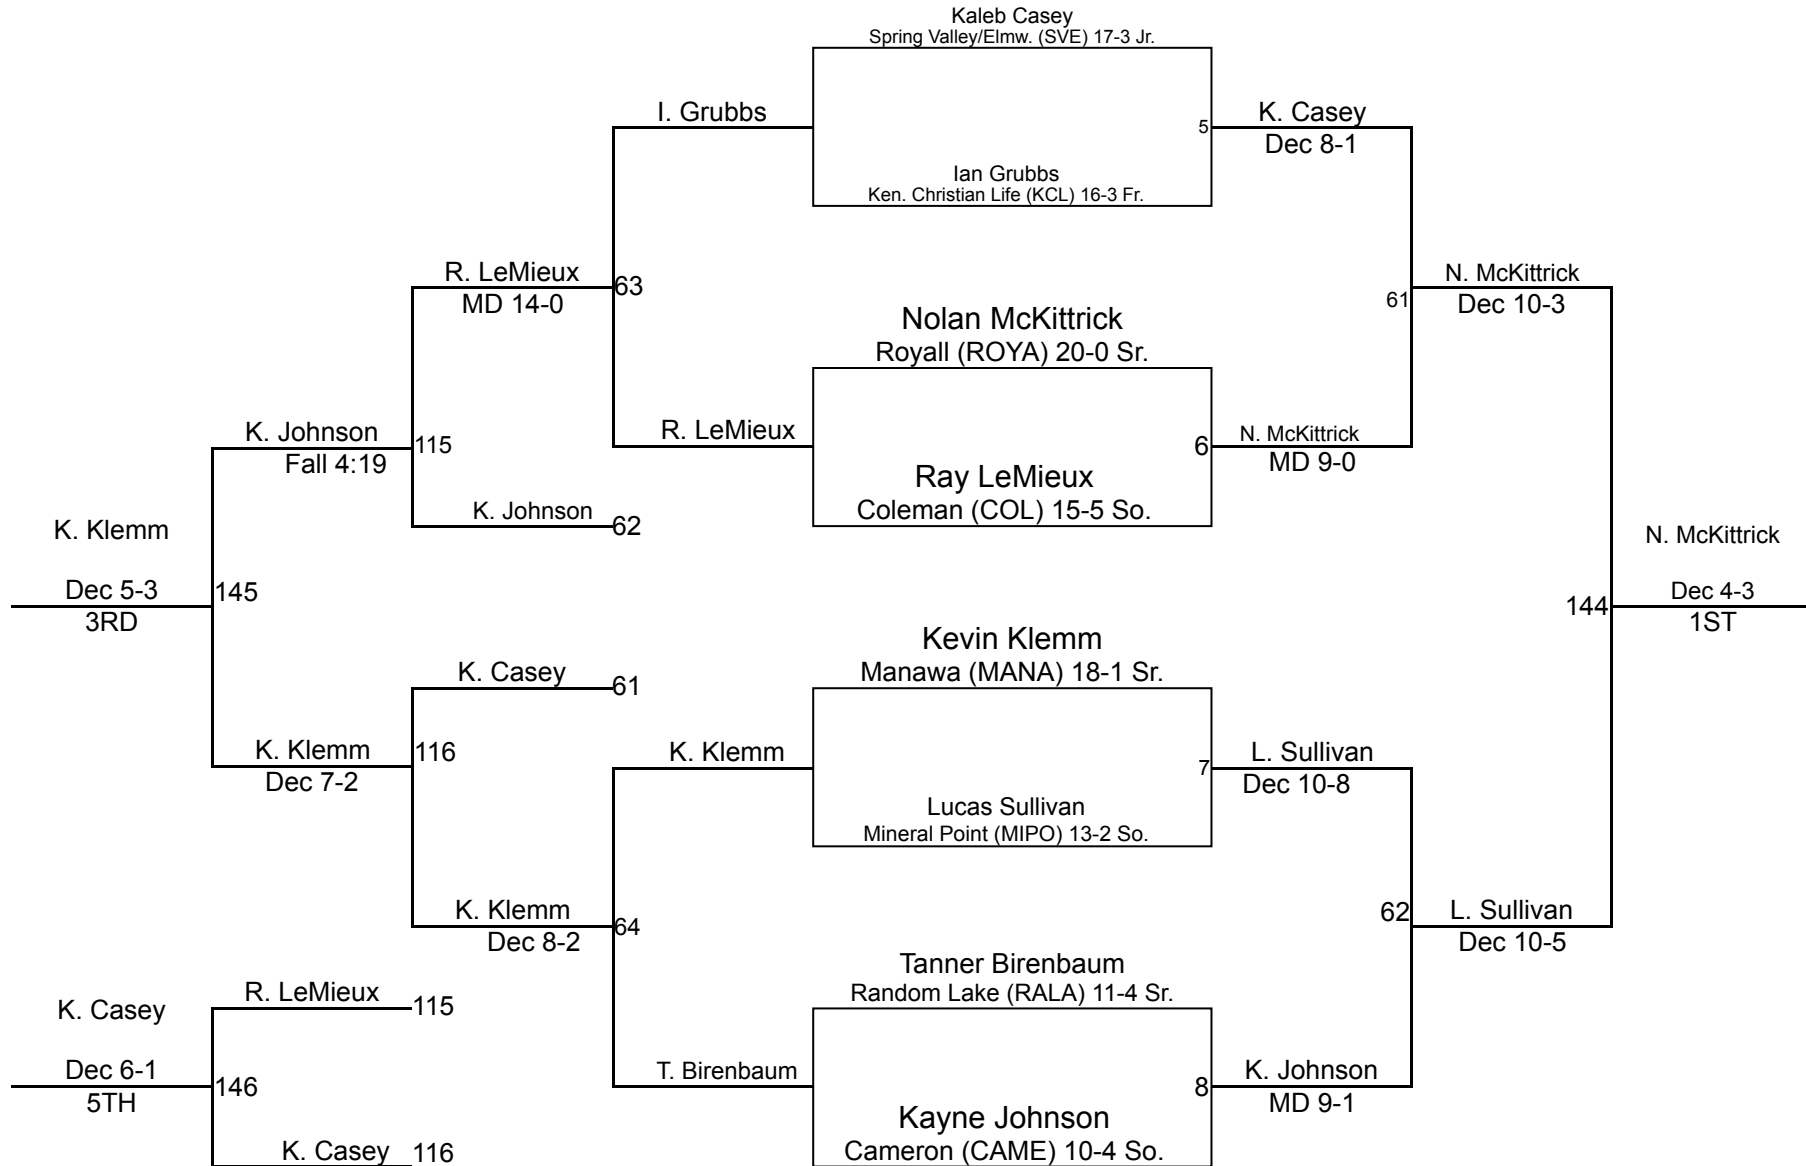 Kaleb Casey
Spring Valley/Elmw. (SVE) 17-3 Jr.
I. Grubbs
5
K. Casey
Dec 8-1
Ian Grubbs
Ken. Christian Life (KCL) 16-3 Fr.
R. LeMieux
MD 14-0
63
N. McKittrick
Dec 10-3
61
Nolan McKittrick
Royall (ROYA) 20-0 Sr.
K. Johnson
Fall 4:19
115
R. LeMieux
6
N. McKittrick
MD 9-0
Ray LeMieux
Coleman (COL) 15-5 So.
K. Johnson
62
K. Klemm
Dec 5-3
3RD
145
N. McKittrick
Dec 4-3
1ST
144
Kevin Klemm
Manawa (MANA) 18-1 Sr.
K. Casey
61
K. Klemm
Dec 7-2
116
K. Klemm
7
L. Sullivan
Dec 10-8
Lucas Sullivan
Mineral Point (MIPO) 13-2 So.
K. Klemm
Dec 8-2
64
62
L. Sullivan
Dec 10-5
Tanner Birenbaum
Random Lake (RALA) 11-4 Sr.
R. LeMieux
115
K. Casey
Dec 6-1
5TH
146
T. Birenbaum
8
K. Johnson
MD 9-1
Kayne Johnson
Cameron (CAME) 10-4 So.
K. Casey
116